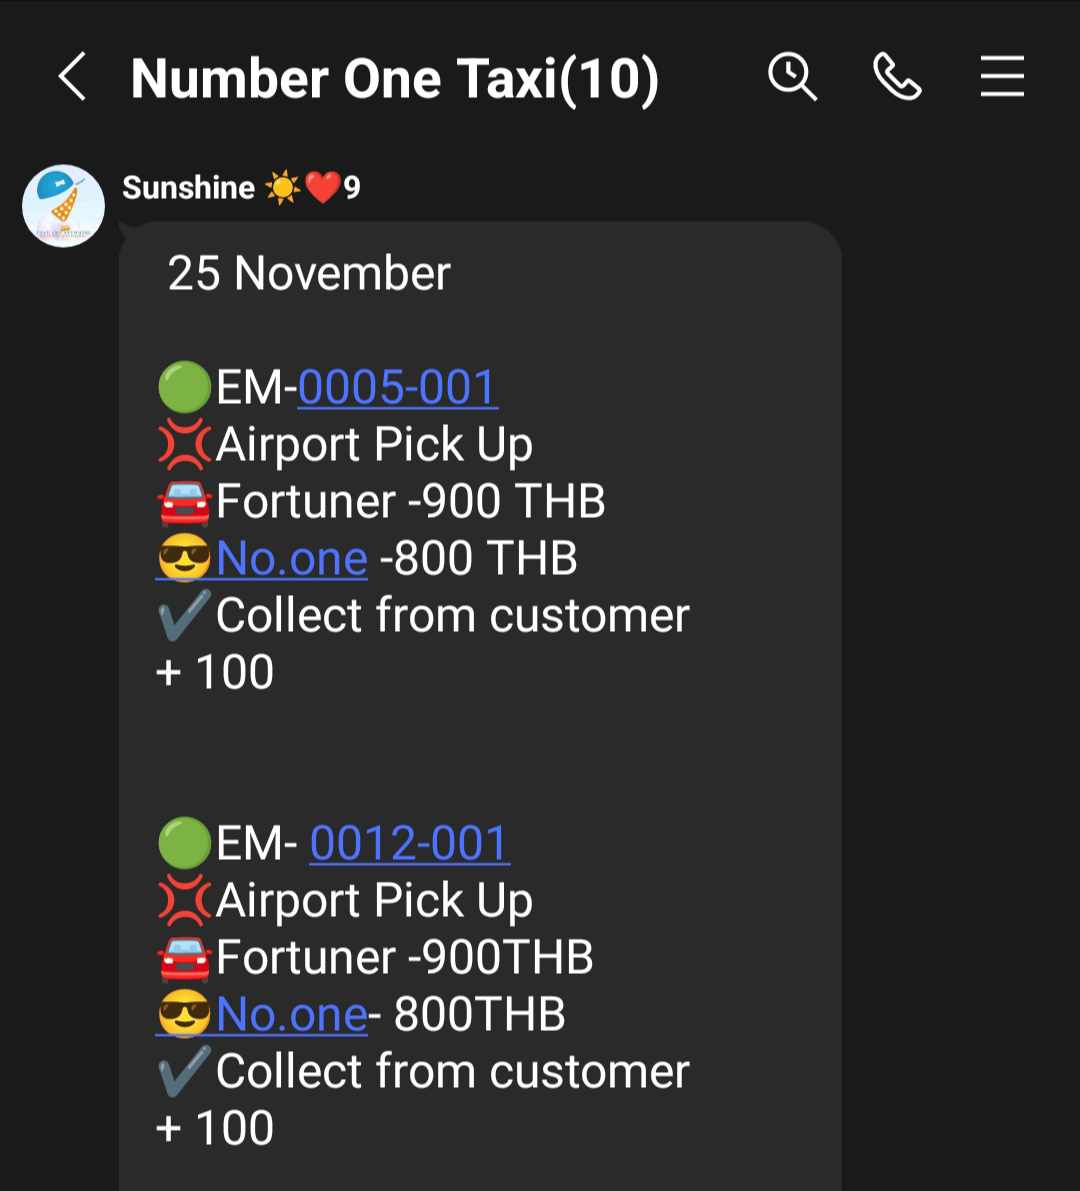 Number One Taxi(10)
Sunshine ☀️❤️9
25 November
🟢EM-0005-001
💢Airport Pick Up
🚘Fortuner -900 THB
😎No.one -800 THB
✔️Collect from customer
+ 100
🟢EM- 0012-001
💢Airport Pick Up
🚘Fortuner -900THB
😎No.one- 800THB
✔️Collect from customer
+ 100